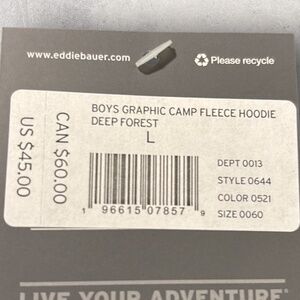 www.eddiebauer.com
Please recycle
US $45.00
CAN $60.00
BOYS GRAPHIC CAMP FLEECE HOODIE
DEEP FOREST
L
1 96615 07857 9
DEPT 0013
STYLE 0644
COLOR 0521
SIZE 0060
LIVE YOUR ADVENTURE®